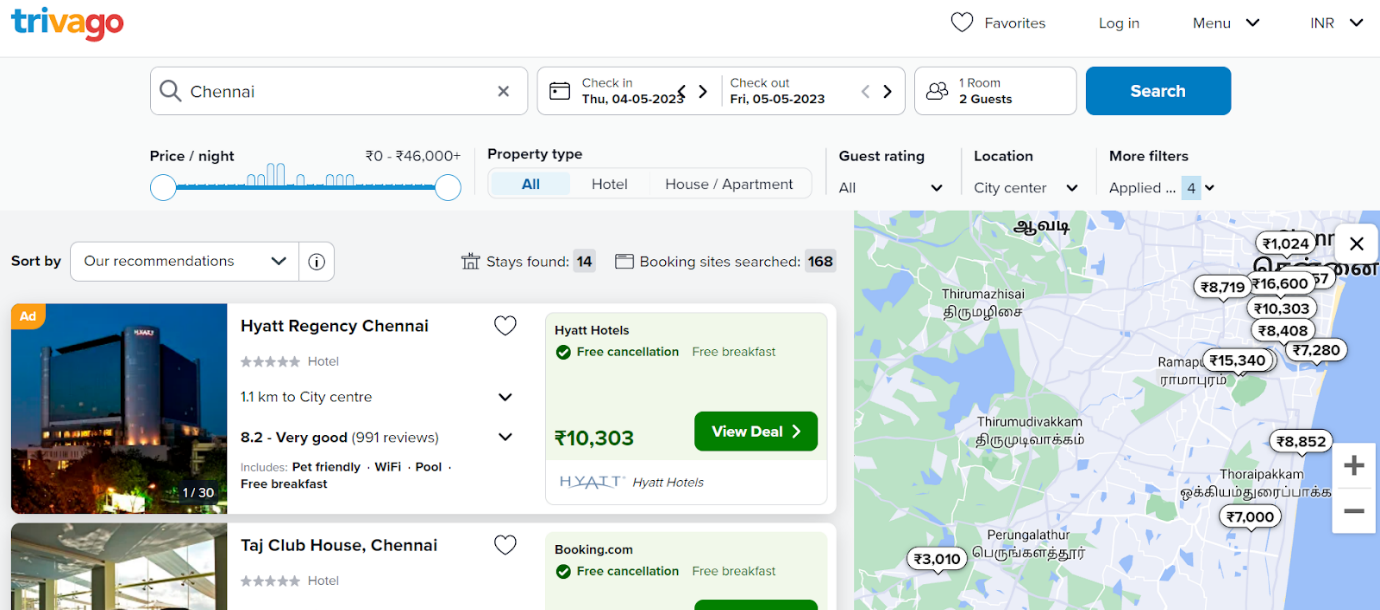 trivago
Favorites
Log in
Menu
INR
Chennai
Check in
Thu, 04-05-2023
Check out
Fri, 05-05-2023
1 Room
2 Guests
Search
Price / night
₹0 - ₹46,000+
Property type
All
Hotel
House / Apartment
Guest rating
All
Location
City center
More filters
Applied ... 4
Sort by
Our recommendations
Stays found: 14
Booking sites searched: 168
Ad
HYATT
1 / 30
Hyatt Regency Chennai
Hotel
1.1 km to City centre
8.2 - Very good (991 reviews)
Includes: Pet friendly · WiFi · Pool ·
Free breakfast
Hyatt Hotels
Free cancellation Free breakfast
₹10,303
View Deal
HYATT Hyatt Hotels
Taj Club House, Chennai
Hotel
Booking.com
Free cancellation Free breakfast
ஆவடி
₹1,024
₹8,719
₹16,600
57
₹10,303
₹8,408
₹7,280
₹15,340
Thirumazhisai
திருமழிசை
ராமாபுரம்
Thirumudivakkam
திருமுடிவாக்கம்
₹8,852
Thoraipakkam
ஒக்கியம்துரைப்பாக்க
₹7,000
Perungalathur
பெருங்களத்தூர்
₹3,010